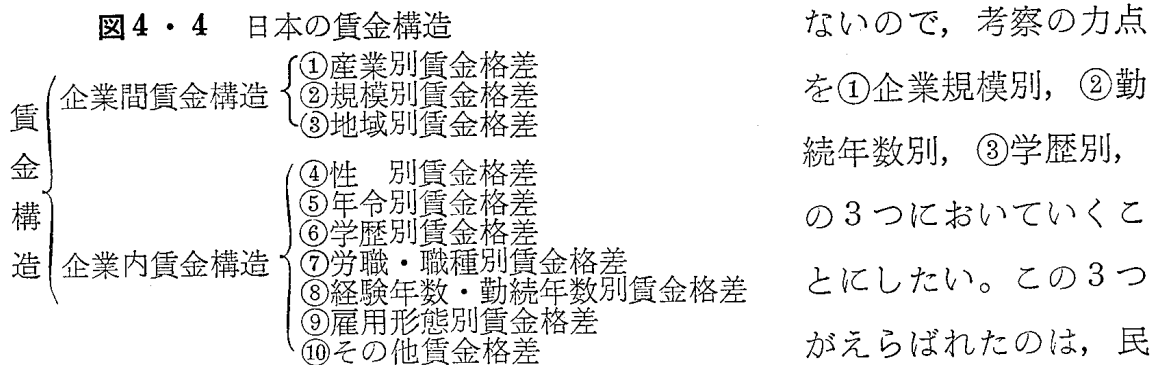 図4・4 日本の賃金構造
賃金構造
企業間賃金構造
①産業別賃金格差
②規模別賃金格差
③地域別賃金格差
企業内賃金構造
④性 別賃金格差
⑤年令別賃金格差
⑥学歴別賃金格差
⑦労職・職種別賃金格差
⑧経験年数・勤続年数別賃金格差
⑨雇用形態別賃金格差
⑩その他賃金格差
ないので，考察の力点
を①企業規模別，②勤
続年数別，③学歴別，
の3つにおいていくこ
とにしたい。この3つ
がえらばれたのは，民